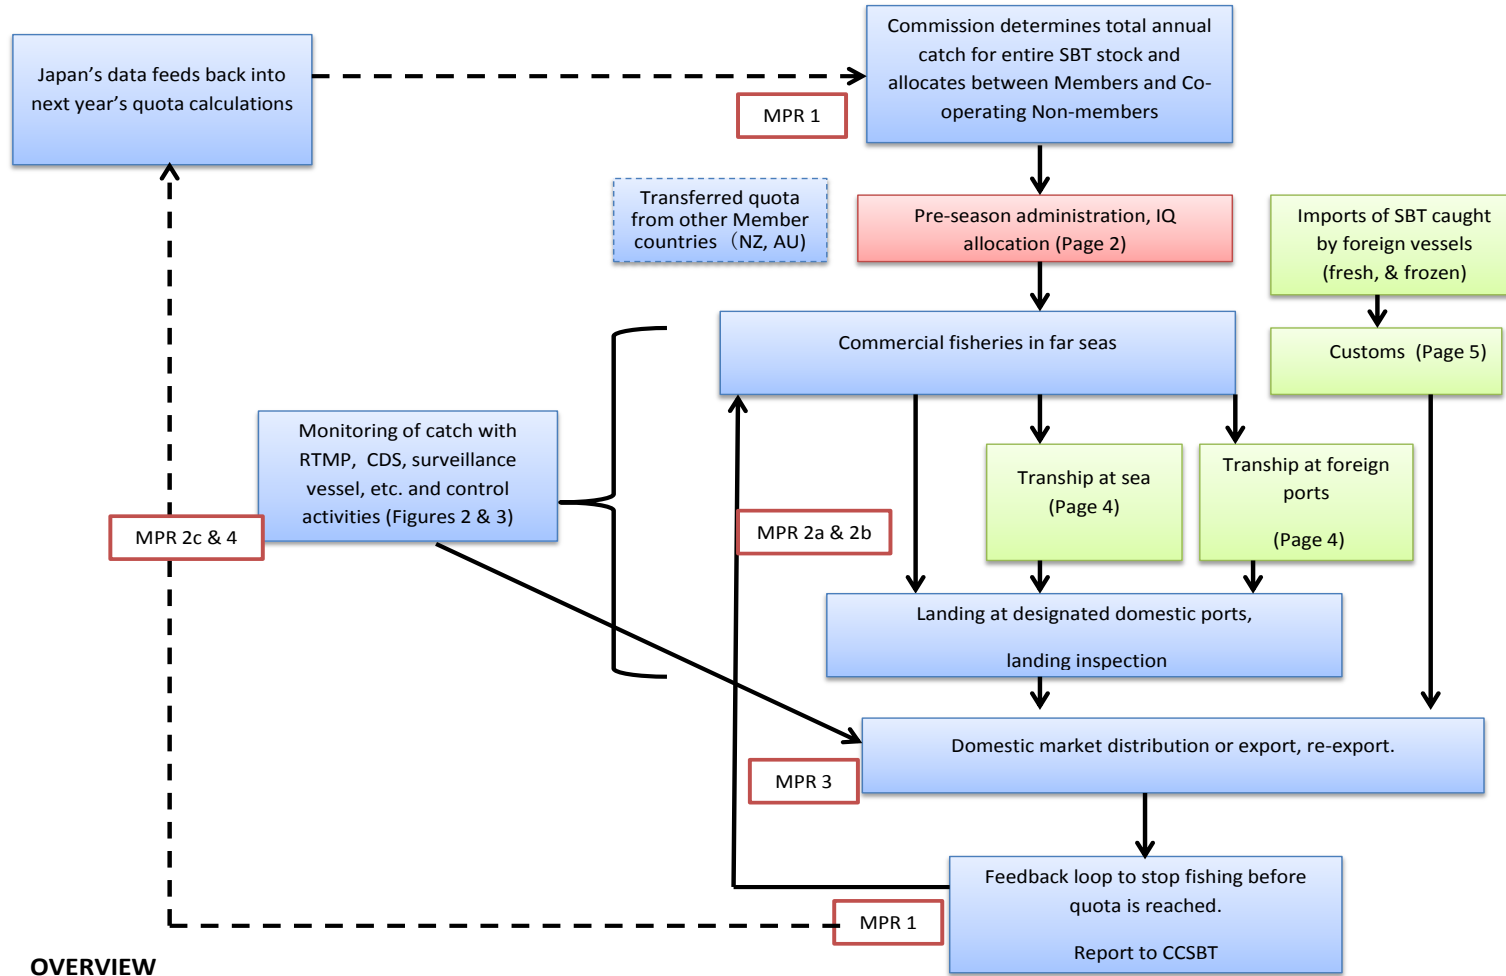 Commission determines total annual
catch for entire SBT stock and
allocates between Members and Co-
operating Non-members
Japan's data feeds back into
next year's quota calculations
MPR 1
Transferred quota
from other Member
countries（NZ, AU)
Pre-season administration, IQ
allocation (Page 2)
Imports of SBT caught
by foreign vessels
(fresh, & frozen)
Commercial fisheries in far seas
Customs (Page 5)
Monitoring of catch with
RTMP, CDS, surveillance
vessel, etc. and control
activities (Figures 2 & 3)
Tranship at sea
(Page 4)
Tranship at foreign
ports
(Page 4)
MPR 2c & 4
MPR 2a & 2b
Landing at designated domestic ports,
landing inspection
Domestic market distribution or export, re-export.
MPR 3
Feedback loop to stop fishing before
quota is reached.
Report to CCSBT
MPR 1
OVERVIEW